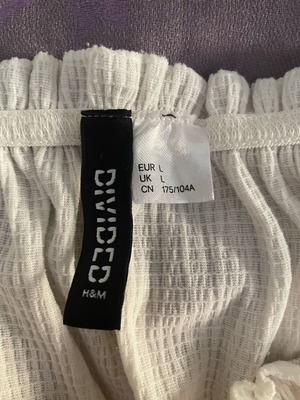 DIVIDED
H&M
EUR L
UK L
CN 175/104A